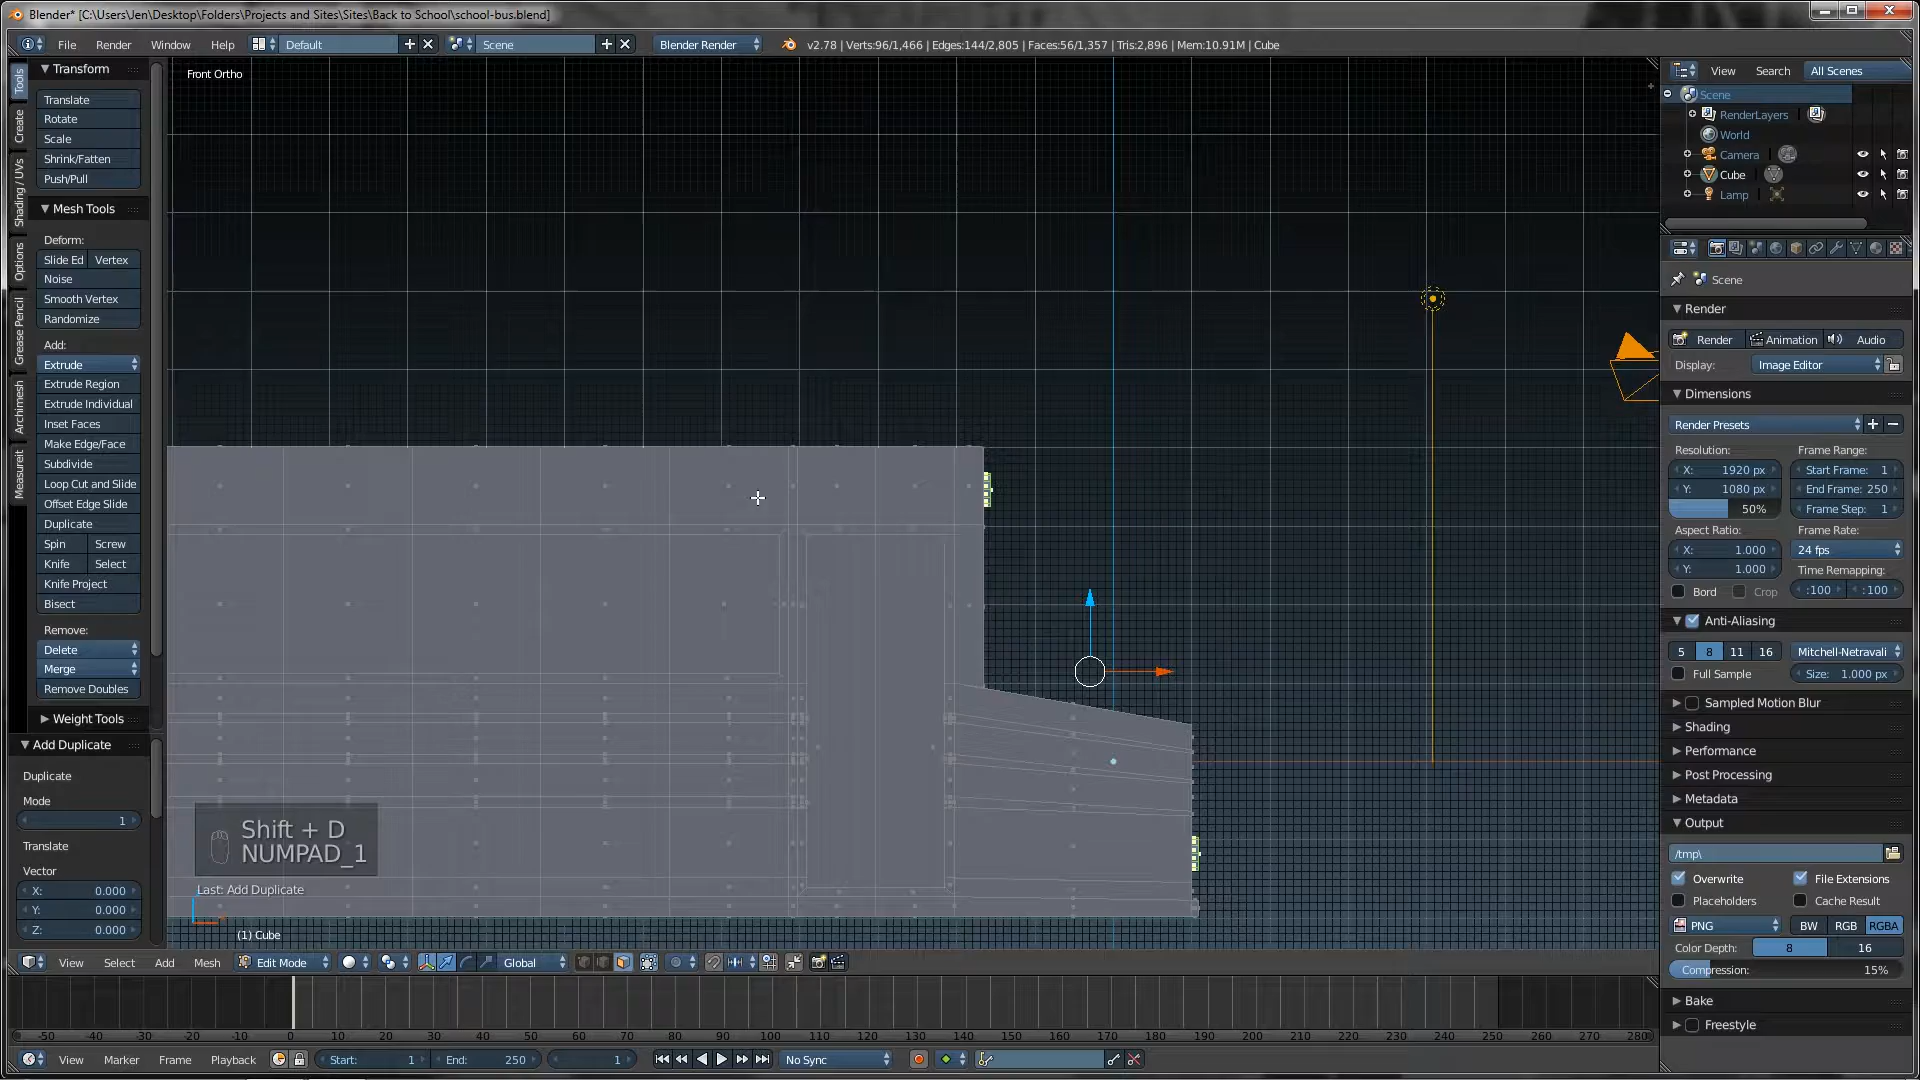 Blender* [C:\Users\Jen\Desktop\Folders\Projects and Sites\Sites\Back to School\school-bus.blend]
File Render Window Help Default Scene Blender Render v2.78 | Verts:96/1,466 | Edges:144/2,805 | Faces:56/1,357 | Tris:2,896 | Mem:10.91M | Cube
Tools
Create
Shading / UVs
Options
Grease Pencil
Archimesh
Measureit
Transform
Translate
Rotate
Scale
Shrink/Fatten
Push/Pull
Mesh Tools
Deform:
Slide Ed Vertex
Noise
Smooth Vertex
Randomize
Add:
Extrude
Extrude Region
Extrude Individual
Inset Faces
Make Edge/Face
Subdivide
Loop Cut and Slide
Offset Edge Slide
Duplicate
Spin Screw
Knife Select
Knife Project
Bisect
Remove:
Delete
Merge
Remove Doubles
Weight Tools
Add Duplicate
Duplicate
Mode
1
Translate
Vector
X: 0.000
Y: 0.000
Z: 0.000
Front Ortho
Shift + D
NUMPAD_1
Last: Add Duplicate
(1) Cube
View Select Add Mesh Edit Mode Global
-50 -40 -30 -20 -10 0 10 20 30 40 50 60 70 80 90 100 110 120 130 140 150 160 170 180 190 200 210 220 230 240 250 260 270 280
View Marker Frame Playback Start: 1 End: 250 1 No Sync
View Search All Scenes
Scene
RenderLayers
World
Camera
Cube
Lamp
Scene
Render
Render Animation Audio
Display: Image Editor
Dimensions
Render Presets
Resolution: Frame Range:
X: 1920 px Start Frame: 1
Y: 1080 px End Frame: 250
50% Frame Step: 1
Aspect Ratio: Frame Rate:
X: 1.000 24 fps
Y: 1.000 Time Remapping:
Bord Crop :100 :100
Anti-Aliasing
5 8 11 16 Mitchell-Netravali
Full Sample Size: 1.000 px
Sampled Motion Blur
Shading
Performance
Post Processing
Metadata
Output
/tmp\
Overwrite File Extensions
Placeholders Cache Result
PNG BW RGB RGBA
Color Depth: 8 16
Compression: 15%
Bake
Freestyle